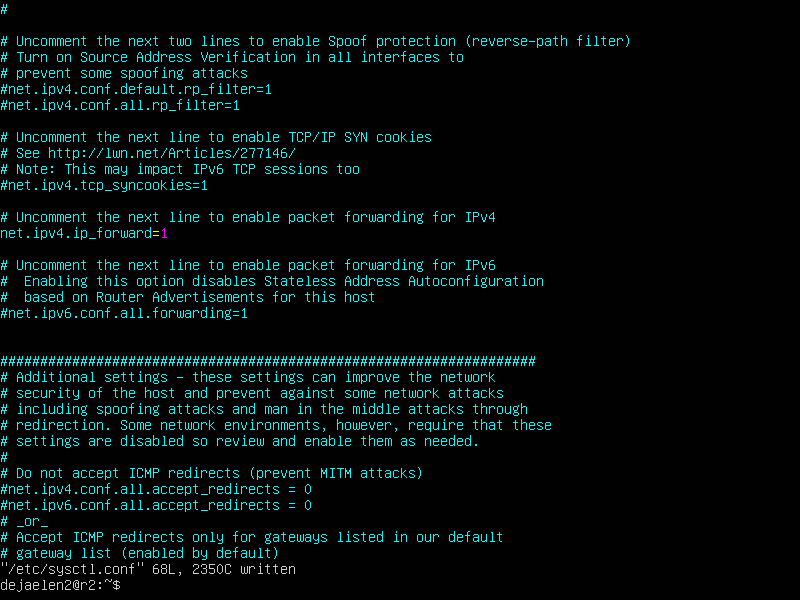 #
# Uncomment the next two lines to enable Spoof protection (reverse-path filter)
# Turn on Source Address Verification in all interfaces to
# prevent some spoofing attacks
#net.ipv4.conf.default.rp_filter=1
#net.ipv4.conf.all.rp_filter=1
# Uncomment the next line to enable TCP/IP SYN cookies
# See http://lwn.net/Articles/277146/
# Note: This may impact IPv6 TCP sessions too
#net.ipv4.tcp_syncookies=1
# Uncomment the next line to enable packet forwarding for IPv4
net.ipv4.ip_forward=1
# Uncomment the next line to enable packet forwarding for IPv6
#  Enabling this option disables Stateless Address Autoconfiguration
#  based on Router Advertisements for this host
#net.ipv6.conf.all.forwarding=1
###################################################################
# Additional settings - these settings can improve the network
# security of the host and prevent against some network attacks
# including spoofing attacks and man in the middle attacks through
# redirection. Some network environments, however, require that these
# settings are disabled so review and enable them as needed.
#
# Do not accept ICMP redirects (prevent MITM attacks)
#net.ipv4.conf.all.accept_redirects = 0
#net.ipv6.conf.all.accept_redirects = 0
# _or_
# Accept ICMP redirects only for gateways listed in our default
# gateway list (enabled by default)
"/etc/sysctl.conf" 68L, 2350C written
dejaelen2@r2:~$